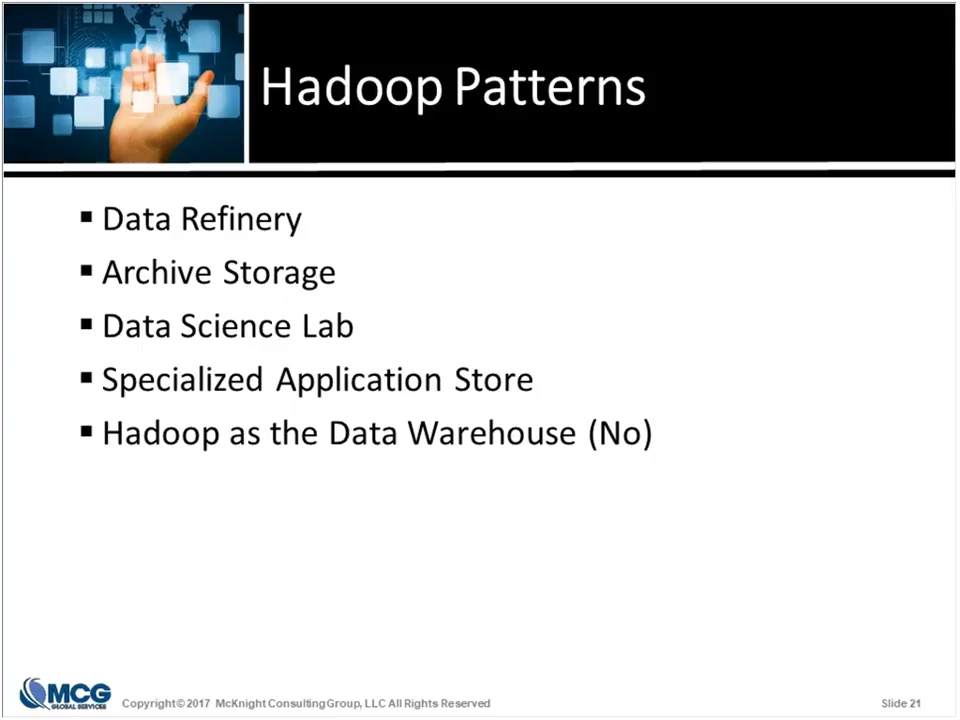 Hadoop Patterns
▪ Data Refinery
▪ Archive Storage
▪ Data Science Lab
▪ Specialized Application Store
▪ Hadoop as the Data Warehouse (No)
MCG
GLOBAL SERVICES
Copyright© 2017 McKnight Consulting Group, LLC All Rights Reserved
Slide 21